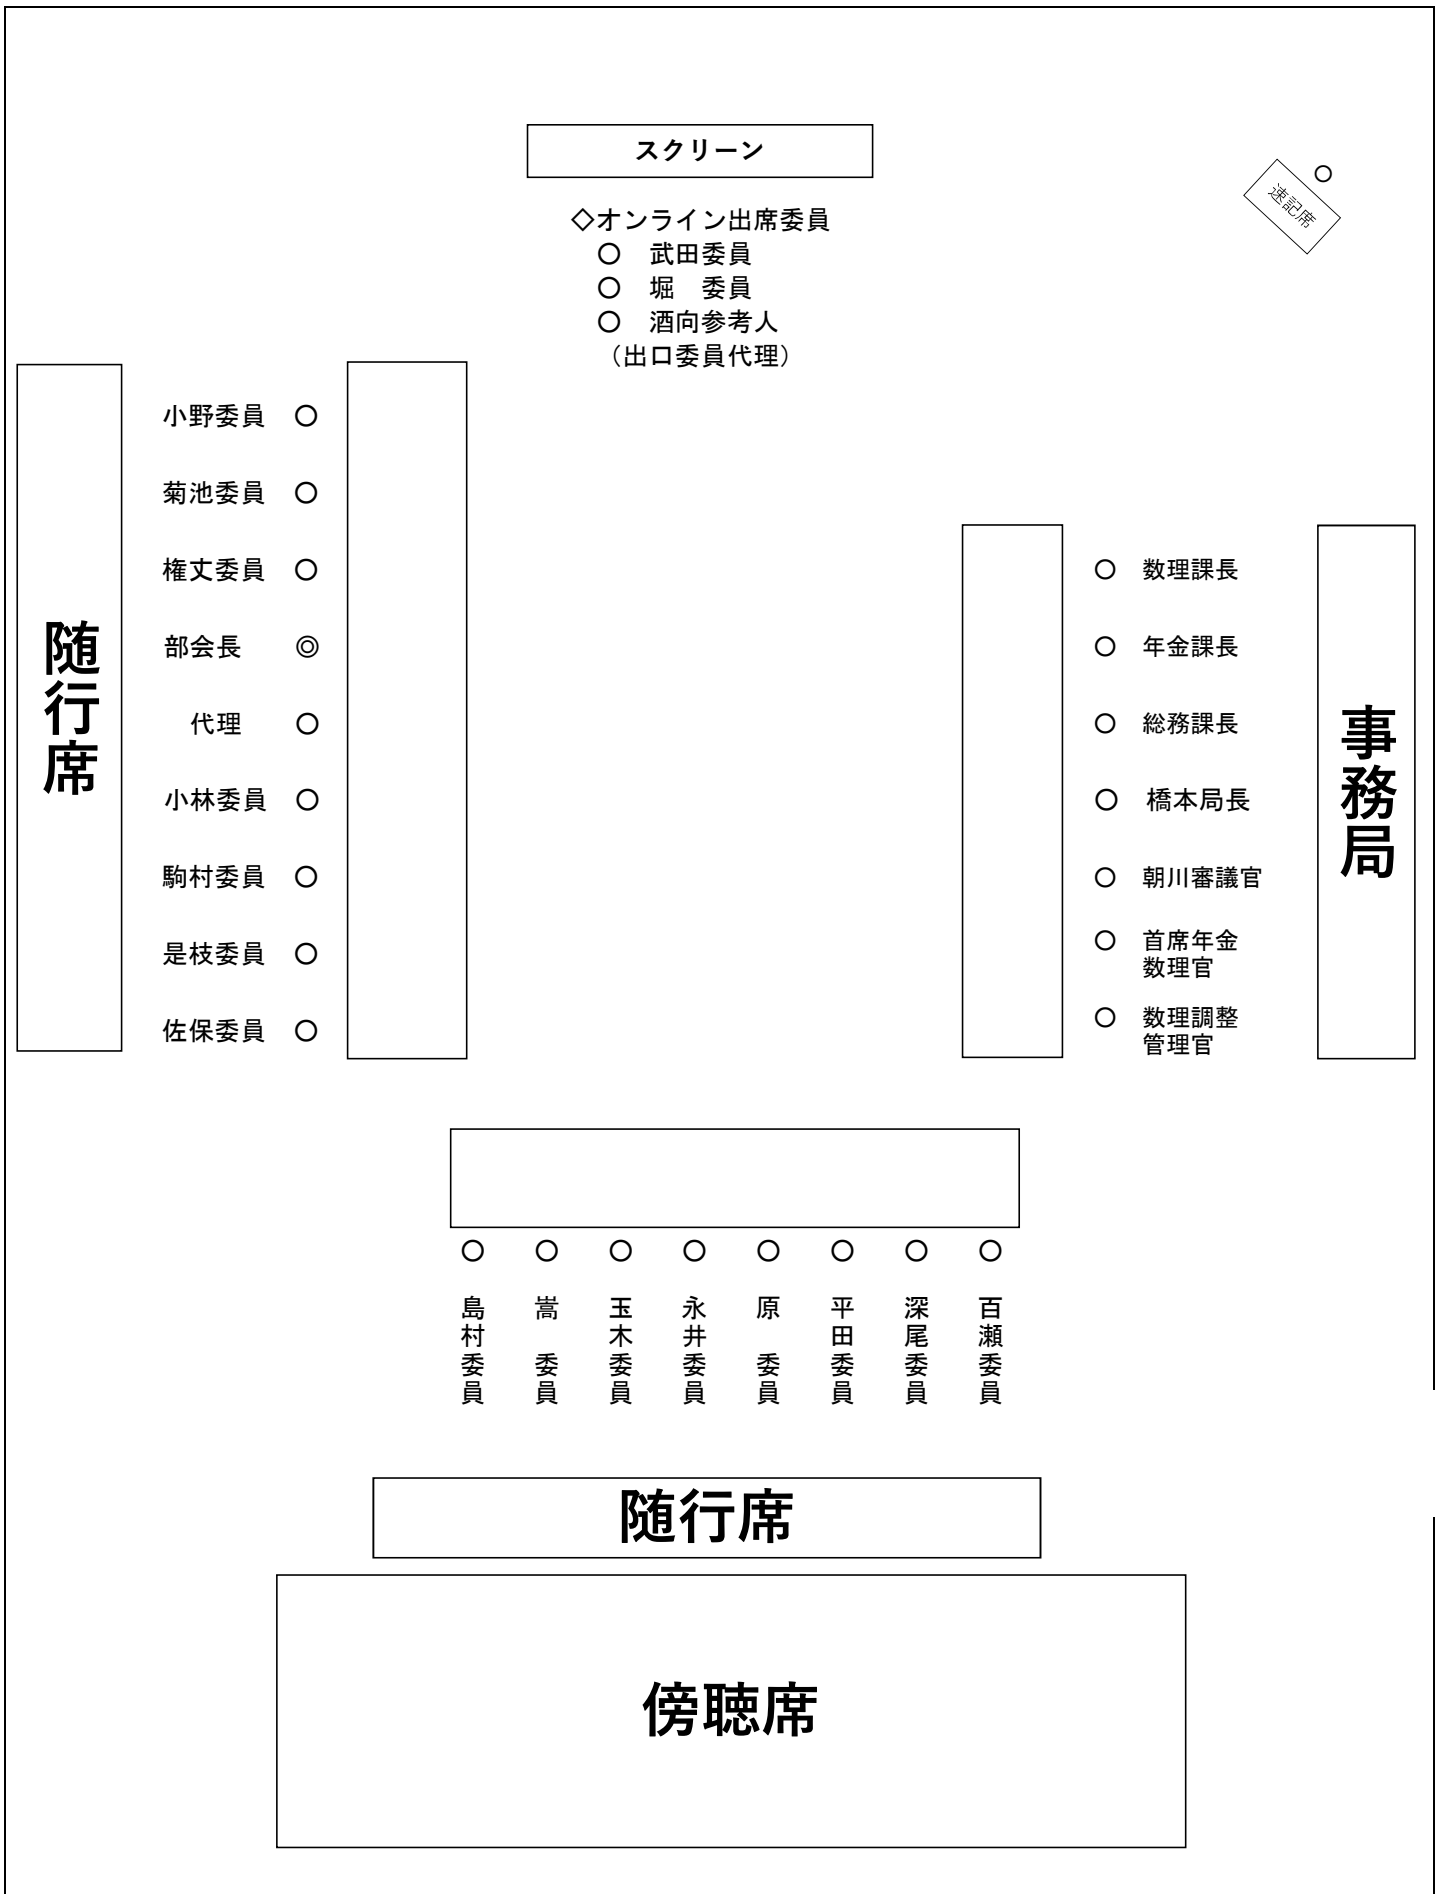 スクリーン
速記席
◇オンライン出席委員
○　武田委員
○　堀　委員
○　酒向参考人
（出口委員代理）
随行席
小野委員　○
菊池委員　○
権丈委員　○
部会長　◎
代理　○
小林委員　○
駒村委員　○
是枝委員　○
佐保委員　○
○　数理課長
○　年金課長
○　総務課長
○　橋本局長
○　朝川審議官
○　首席年金
数理官
○　数理調整
管理官
事務局
○　島村委員
○　嵩　委員
○　玉木委員
○　永井委員
○　原　委員
○　平田委員
○　深尾委員
○　百瀬委員
随行席
傍聴席